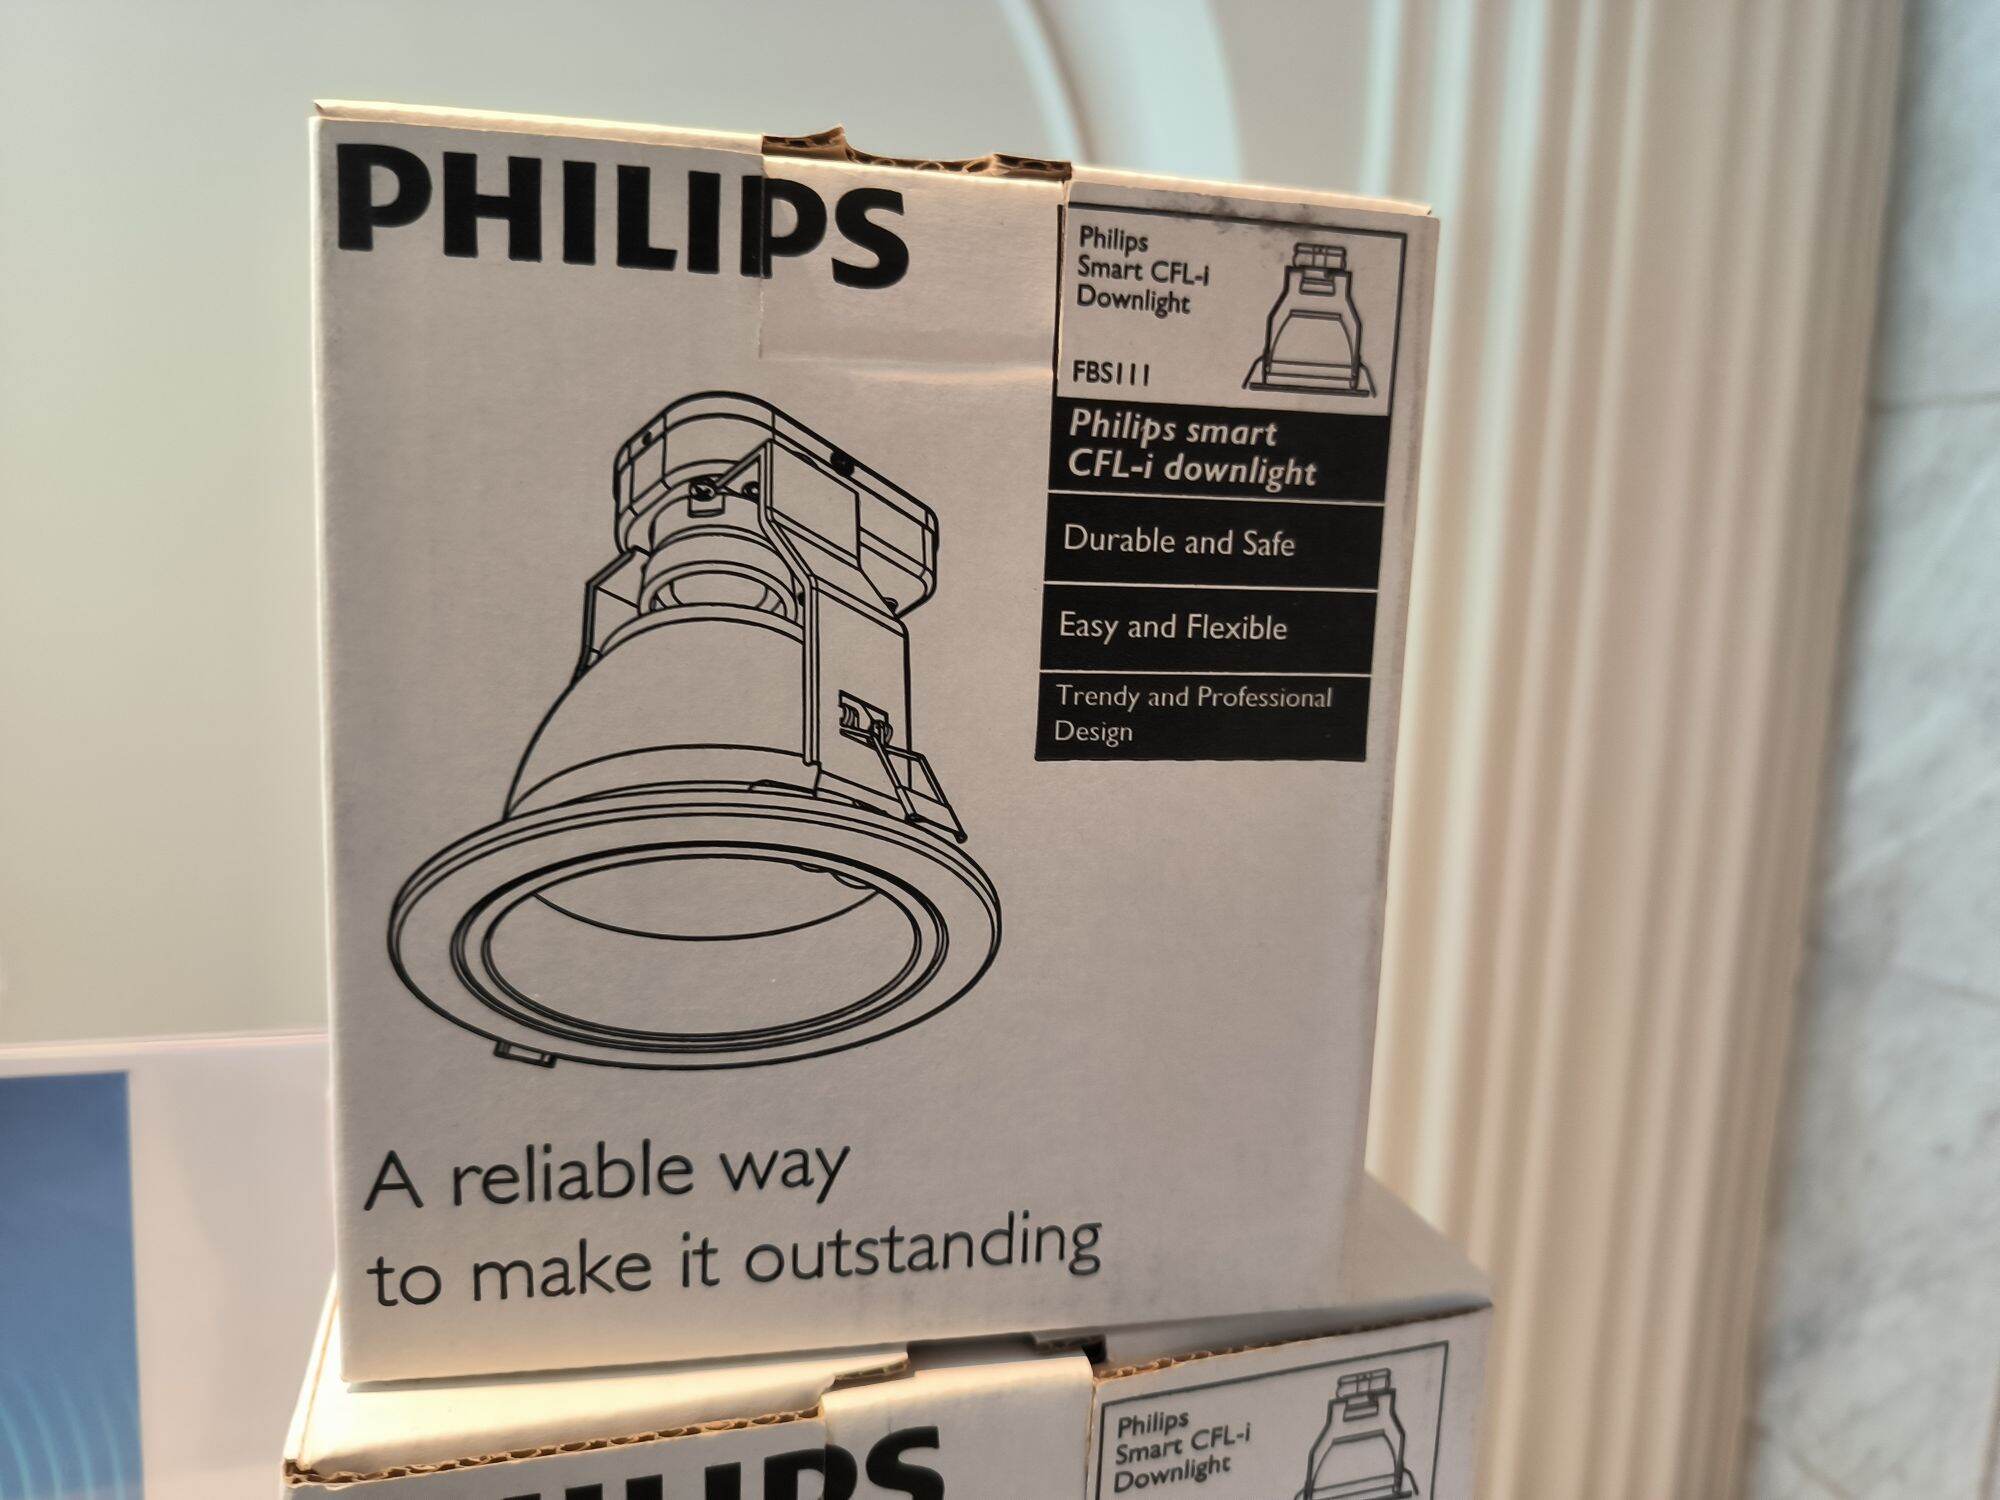 PHILIPS
Philips
Smart CFL-i
Downlight
FBS111
Philips smart
CFL-i downlight
Durable and Safe
Easy and Flexible
Trendy and Professional
Design
A reliable way
to make it outstanding
PHILIPS
Philips
Smart CFL-i
Downlight